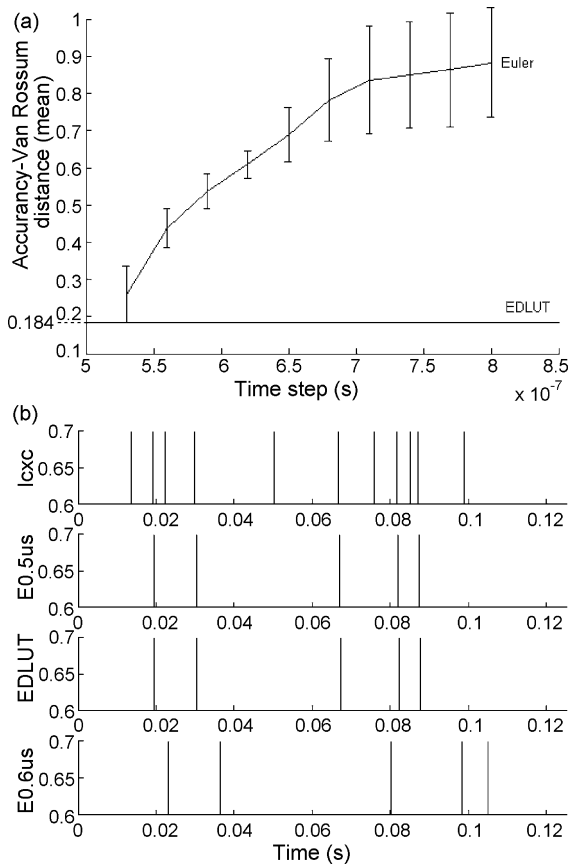 (a)
Accurancy-Van Rossum
distance (mean)
1
0.9
0.8
0.7
0.6
0.5
0.4
0.3
0.2
0.184
0.1
Euler
EDLUT
5 5.5 6 6.5 7 7.5 8 8.5
Time step (s)
x 10-7
(b)
Icxc
0.7
0.65
0.6
0 0.02 0.04 0.06 0.08 0.1 0.12
E0.5us
0.7
0.65
0.6
0 0.02 0.04 0.06 0.08 0.1 0.12
EDLUT
0.7
0.65
0.6
0 0.02 0.04 0.06 0.08 0.1 0.12
E0.6us
0.7
0.65
0.6
0 0.02 0.04 0.06 0.08 0.1 0.12
Time (s)